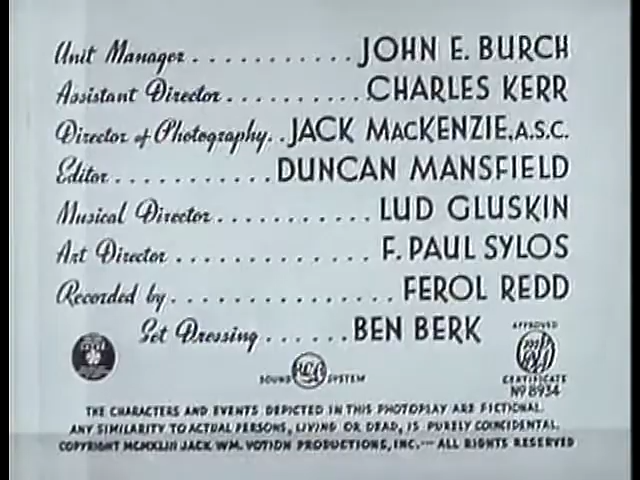 Unit Manager ........... JOHN E. BURCH
Assistant Director .......... CHARLES KERR
Director of Photography .. JACK MACKENZIE, A.S.C.
Editor ........... DUNCAN MANSFIELD
Musical Director ........... LUD GLUSKIN
Art Director ............. F. PAUL SYLOS
Recorded by ............... FEROL REDD
Set Dressing ...... BEN BERK
APPROVED
CERTIFICATE
No 8934
SOUND RCA SYSTEM
THE CHARACTERS AND EVENTS DEPICTED IN THIS PHOTOPLAY ARE FICTIONAL.
ANY SIMILARITY TO ACTUAL PERSONS, LIVING OR DEAD, IS PURELY COINCIDENTAL.
COPYRIGHT MCMXLIII JACK WM. VOTION PRODUCTIONS, INC.--- ALL RIGHTS RESERVED